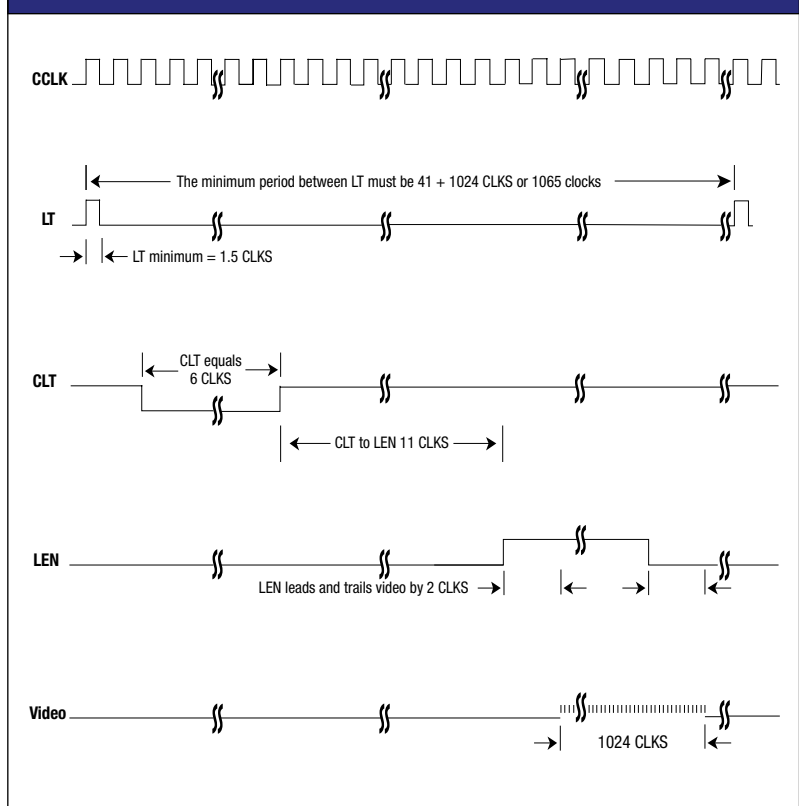 CCLK
The minimum period between LT must be 41 + 1024 CLKS or 1065 clocks
LT
LT minimum = 1.5 CLKS
CLT equals
6 CLKS
CLT
CLT to LEN 11 CLKS
LEN
LEN leads and trails video by 2 CLKS
Video
1024 CLKS